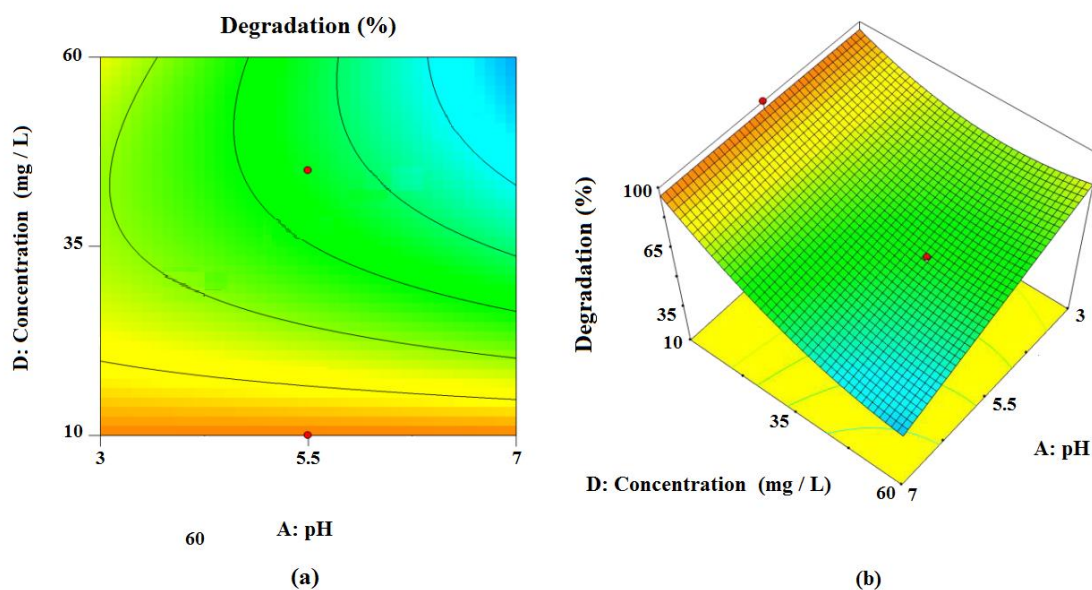 Degradation (%)
60
35
10
D: Concentration (mg / L)
3
5.5
7
60
A: pH
(a)
100
65
35
10
Degradation (%)
35
D: Concentration (mg / L)
60
7
5.5
3
A: pH
(b)